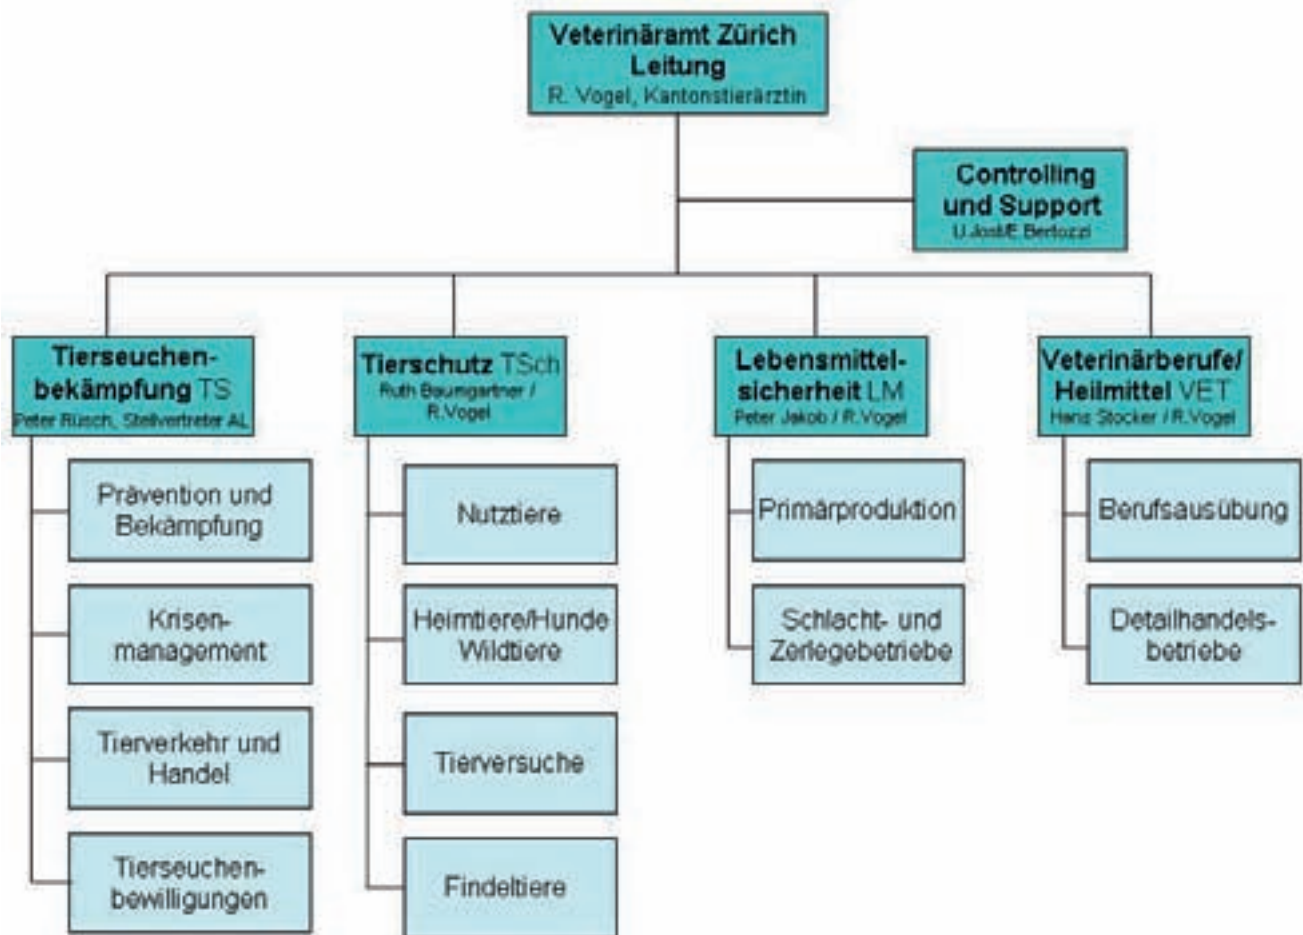 Veterinäramt Zürich
Leitung
R. Vogel, Kantonstierärztin
Controlling
und Support
U.Jost/E Bertozzi
Tierseuchen-
bekämpfung TS
Peter Rüsch, Stellvertreter AL
Tierschutz TSch
Ruth Baumgartner /
R.Vogel
Lebensmittel-
sicherheit LM
Peter Jakob / R.Vogel
Veterinärberufe/
Heilmittel VET
Hans Stocker / R.Vogel
Prävention und
Bekämpfung
Krisen-
management
Tierverkehr und
Handel
Tierseuchen-
bewilligungen
Nutztiere
Heimtiere/Hunde
Wildtiere
Tierversuche
Findeltiere
Primärproduktion
Schlacht- und
Zerlegebetriebe
Berufsausübung
Detailhandels-
betriebe